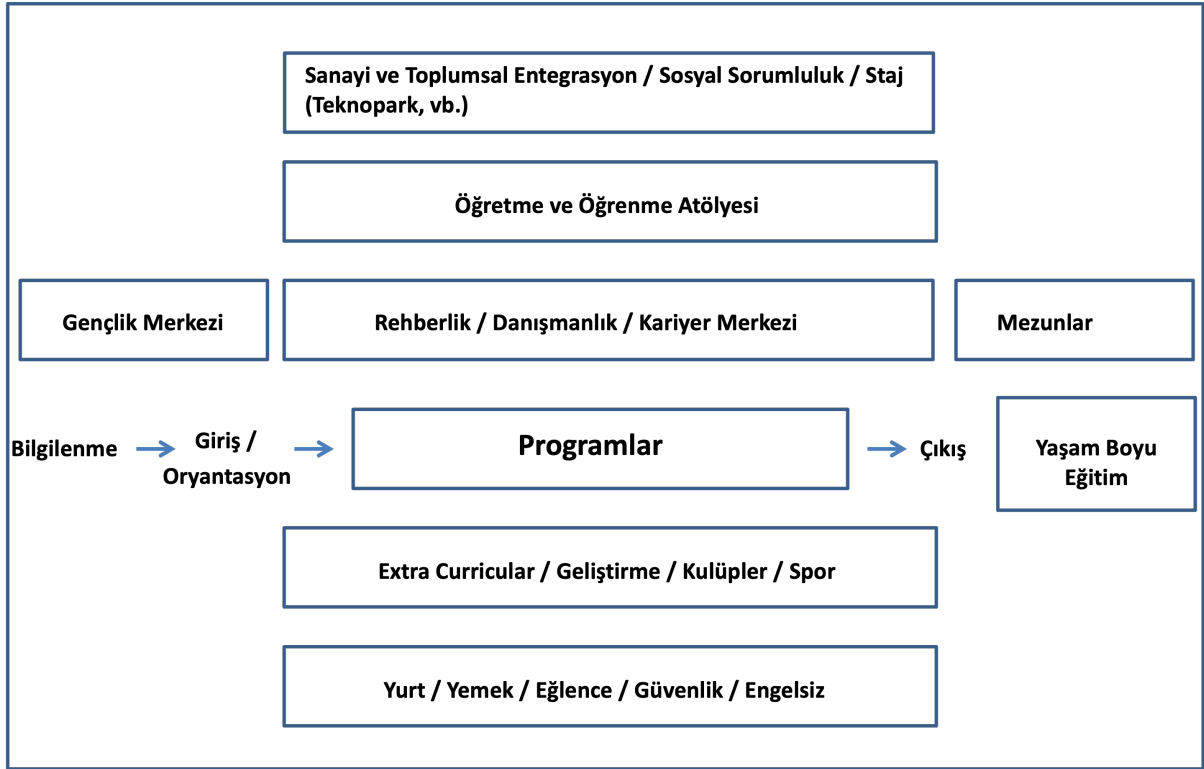 Sanayi ve Toplumsal Entegrasyon / Sosyal Sorumluluk / Staj
(Teknopark, vb.)
Öğretme ve Öğrenme Atölyesi
Gençlik Merkezi
Rehberlik / Danışmanlık / Kariyer Merkezi
Mezunlar
Bilgilenme
Giriş /
Oryantasyon
Programlar
Çıkış
Yaşam Boyu
Eğitim
Extra Curricular / Geliştirme / Kulüpler / Spor
Yurt / Yemek / Eğlence / Güvenlik / Engelsiz